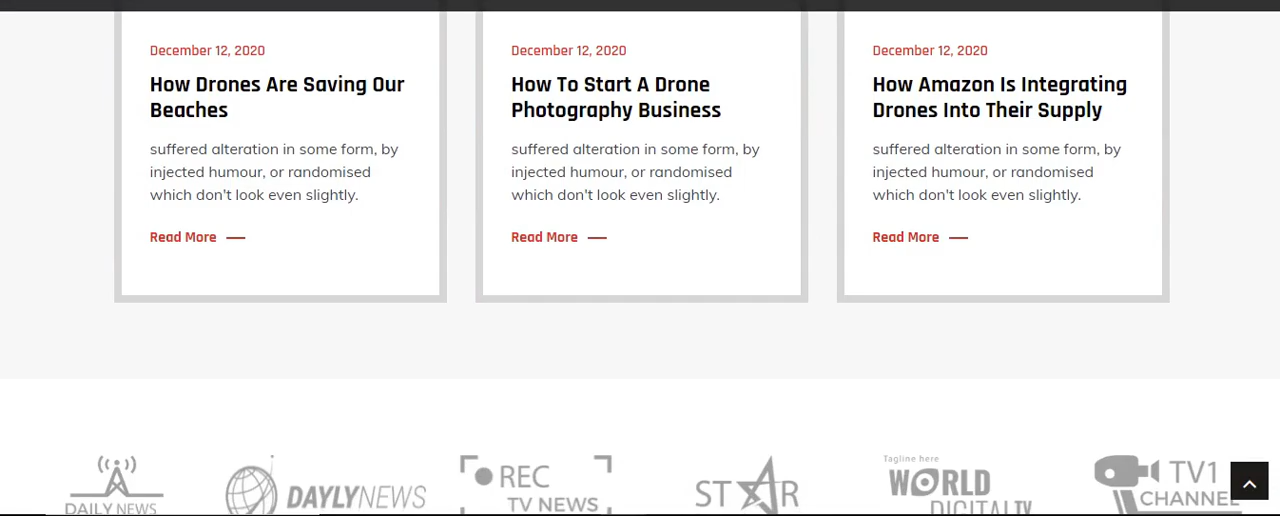 December 12, 2020
How Drones Are Saving Our
Beaches
suffered alteration in some form, by
injected humour, or randomised
which don't look even slightly.
Read More
December 12, 2020
How To Start A Drone
Photography Business
suffered alteration in some form, by
injected humour, or randomised
which don't look even slightly.
Read More
December 12, 2020
How Amazon Is Integrating
Drones Into Their Supply
suffered alteration in some form, by
injected humour, or randomised
which don't look even slightly.
Read More
DAILY NEWS
DAYLYNEWS
REC
TV NEWS
STAR
Tagline here
WORLD
DIGITALTV
TV1
CHANNEL